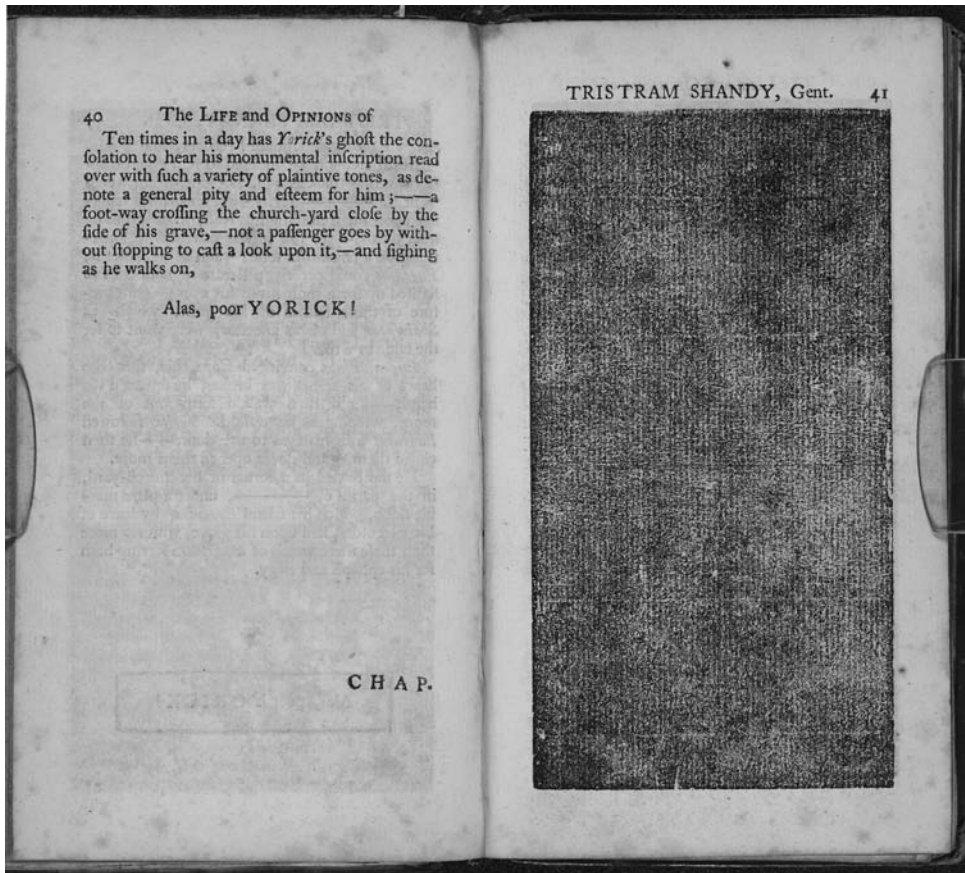 40 The LIFE and OPINIONS of
Ten times in a day has Yorick's ghoſt the con-
ſolation to hear his monumental inſcription read
over with ſuch a variety of plaintive tones, as de-
note a general pity and eſteem for him;——a
foot-way croſſing the church-yard cloſe by the
ſide of his grave,—not a paſſenger goes by with-
out ſtopping to caſt a look upon it,—and ſighing
as he walks on,
Alas, poor YORICK!
CHAP.
TRISTRAM SHANDY, Gent. 41